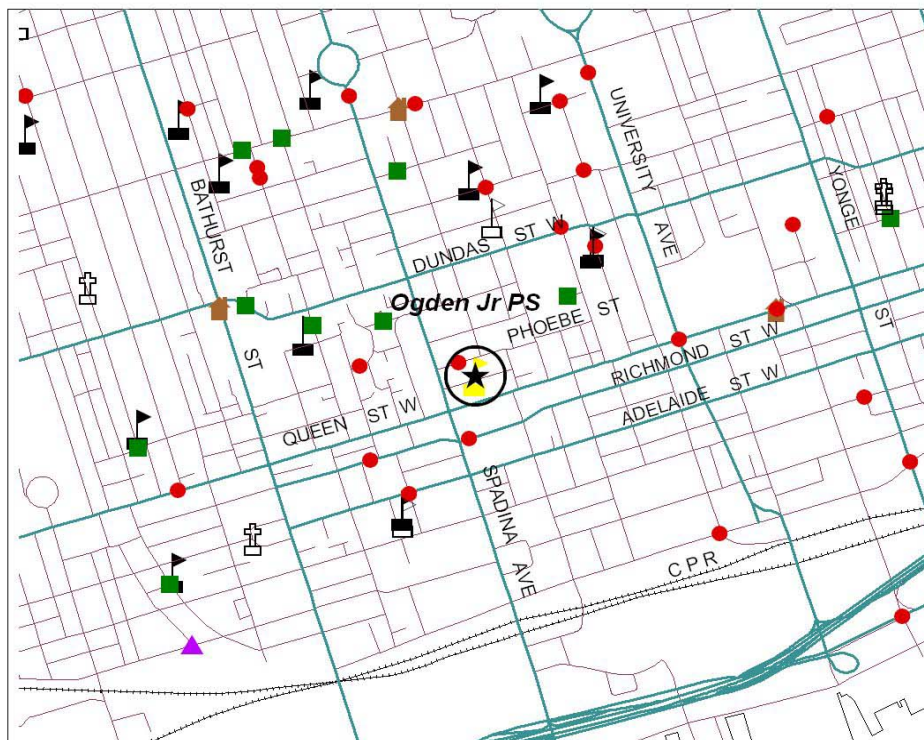 UNIVERSITY
AVE
YONGE
ST
BATHURST
ST
DUNDAS ST W
Ogden Jr PS
PHOEBE ST
RICHMOND ST W
ADELAIDE ST W
QUEEN ST W
SPADINA
AVE
CPR